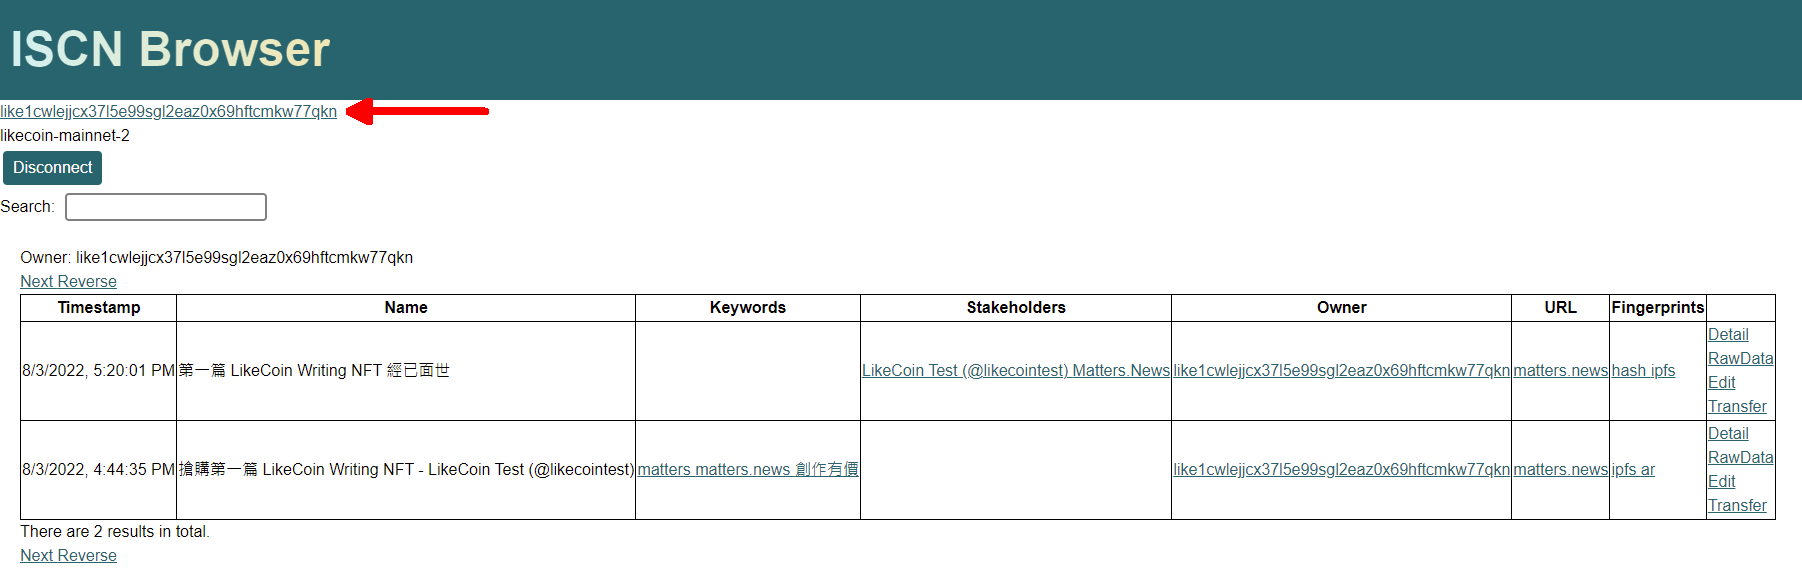 ISCN Browser
like1cwlejjcx37l5e99sgl2eaz0x69hftcmkw77qkn
likecoin-mainnet-2
Disconnect
Search:
Owner: like1cwlejjcx37l5e99sgl2eaz0x69hftcmkw77qkn
Next Reverse
Timestamp Name Keywords Stakeholders Owner URL Fingerprints
8/3/2022, 5:20:01 PM 第一篇 LikeCoin Writing NFT 經已面世 LikeCoin Test (@likecointest) Matters.News like1cwlejjcx37l5e99sgl2eaz0x69hftcmkw77qkn matters.news hash ipfs
Detail
RawData
Edit
Transfer
8/3/2022, 4:44:35 PM 搶購第一篇 LikeCoin Writing NFT - LikeCoin Test (@likecointest) matters matters.news 創作有價 like1cwlejjcx37l5e99sgl2eaz0x69hftcmkw77qkn matters.news ipfs ar
Detail
RawData
Edit
Transfer
There are 2 results in total.
Next Reverse